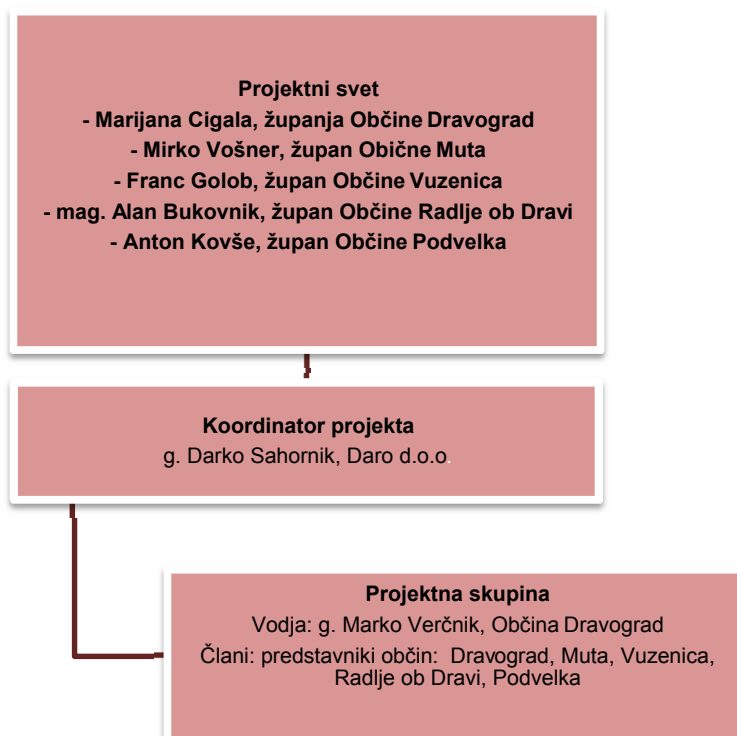 Projektni svet
- Marijana Cigala, županja Občine Dravograd
- Mirko Vošner, župan Obične Muta
- Franc Golob, župan Občine Vuzenica
- mag. Alan Bukovnik, župan Občine Radlje ob Dravi
- Anton Kovše, župan Občine Podvelka
Koordinator projekta
g. Darko Sahornik, Daro d.o.o.
Projektna skupina
Vodja: g. Marko Verčnik, Občina Dravograd
Člani: predstavniki občin: Dravograd, Muta, Vuzenica,
Radlje ob Dravi, Podvelka